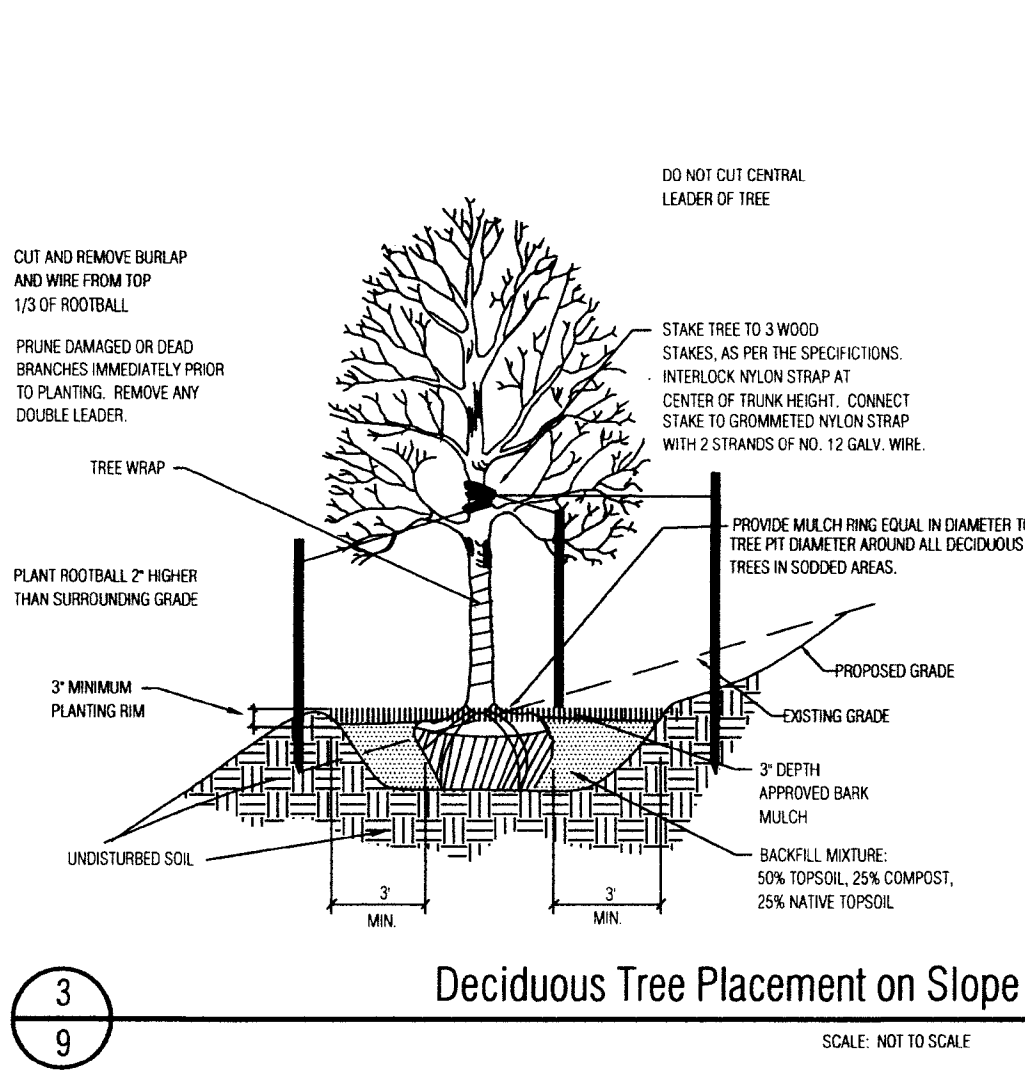 DO NOT CUT CENTRAL
LEADER OF TREE
CUT AND REMOVE BURLAP
AND WIRE FROM TOP
1/3 OF ROOTBALL
PRUNE DAMAGED OR DEAD
BRANCHES IMMEDIATELY PRIOR
TO PLANTING. REMOVE ANY
DOUBLE LEADER.
STAKE TREE TO 3 WOOD
STAKES, AS PER THE SPECIFICTIONS.
INTERLOCK NYLON STRAP AT
CENTER OF TRUNK HEIGHT. CONNECT
STAKE TO GROMMETED NYLON STRAP
WITH 2 STRANDS OF NO. 12 GALV. WIRE.
TREE WRAP
PROVIDE MULCH RING EQUAL IN DIAMETER TO
TREE PIT DIAMETER AROUND ALL DECIDUOUS
TREES IN SODDED AREAS.
PLANT ROOTBALL 2" HIGHER
THAN SURROUNDING GRADE
3" MINIMUM
PLANTING RIM
PROPOSED GRADE
EXISTING GRADE
3" DEPTH
APPROVED BARK
MULCH
UNDISTURBED SOIL
BACKFILL MIXTURE:
50% TOPSOIL, 25% COMPOST,
25% NATIVE TOPSOIL
3'
MIN.
3'
MIN.
3
9
Deciduous Tree Placement on Slope
SCALE: NOT TO SCALE